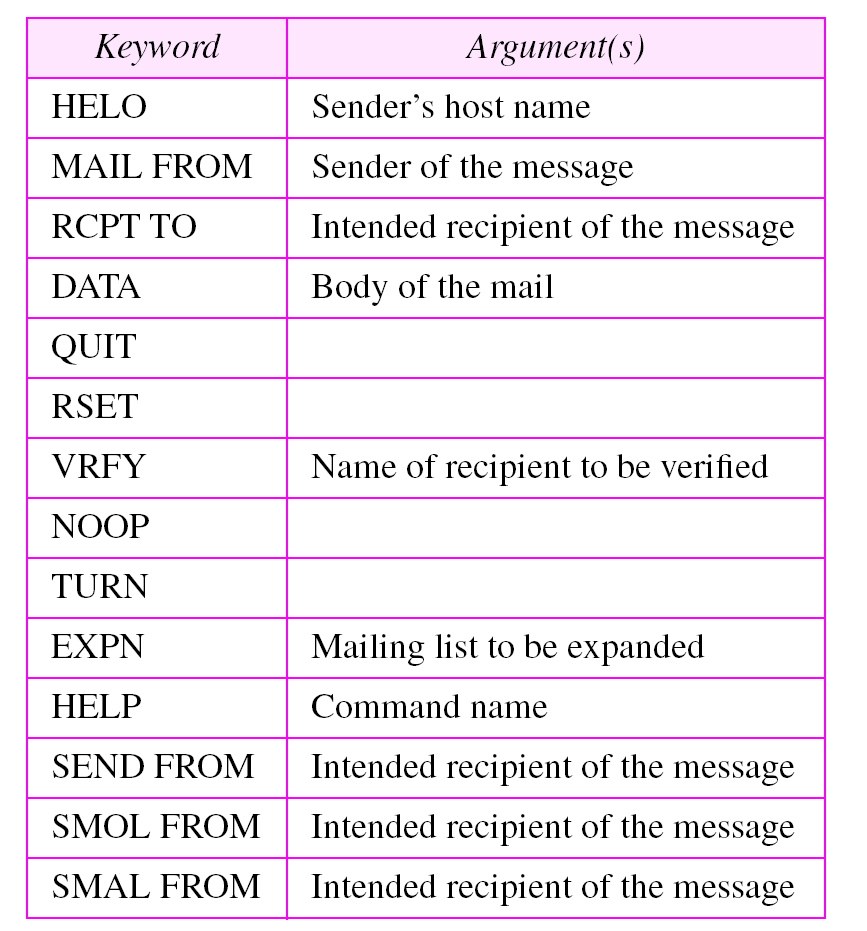 Keyword Argument(s)
HELO Sender’s host name
MAIL FROM Sender of the message
RCPT TO Intended recipient of the message
DATA Body of the mail
QUIT
RSET
VRFY Name of recipient to be verified
NOOP
TURN
EXPN Mailing list to be expanded
HELP Command name
SEND FROM Intended recipient of the message
SMOL FROM Intended recipient of the message
SMAL FROM Intended recipient of the message